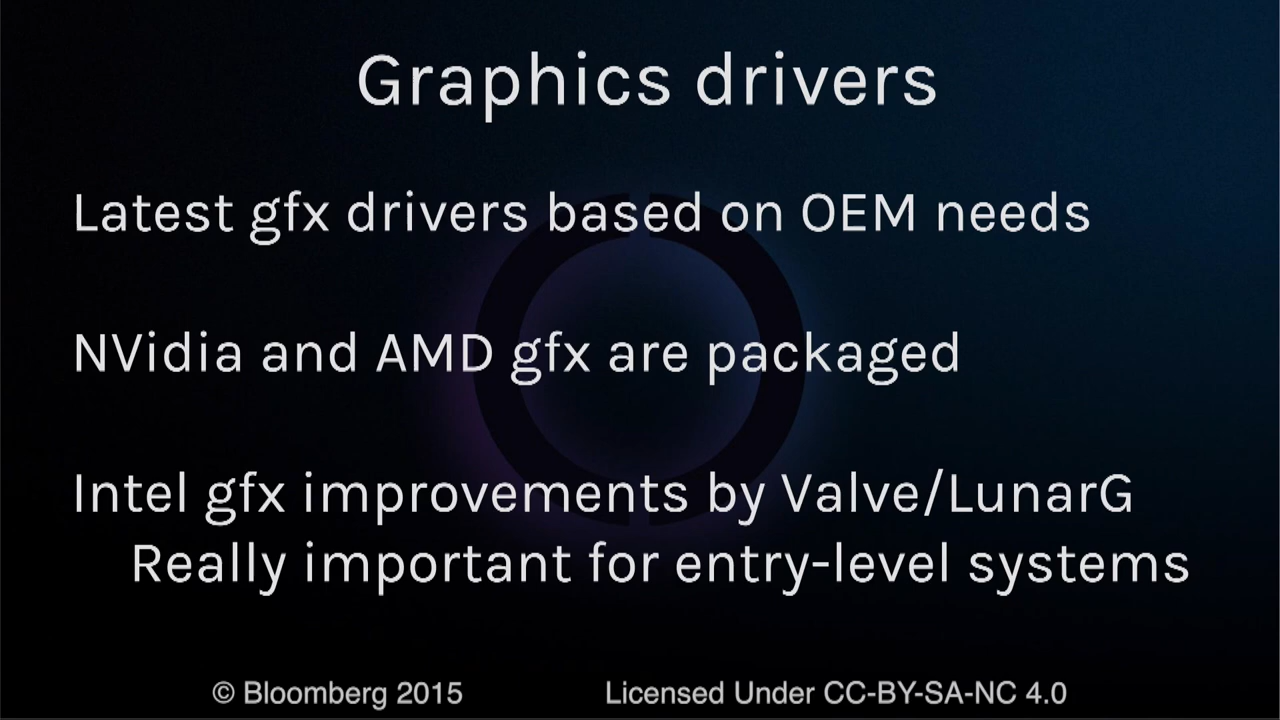 Graphics drivers
Latest gfx drivers based on OEM needs
NVidia and AMD gfx are packaged
Intel gfx improvements by Valve/LunarG
Really important for entry-level systems
© Bloomberg 2015 Licensed Under CC-BY-SA-NC 4.0